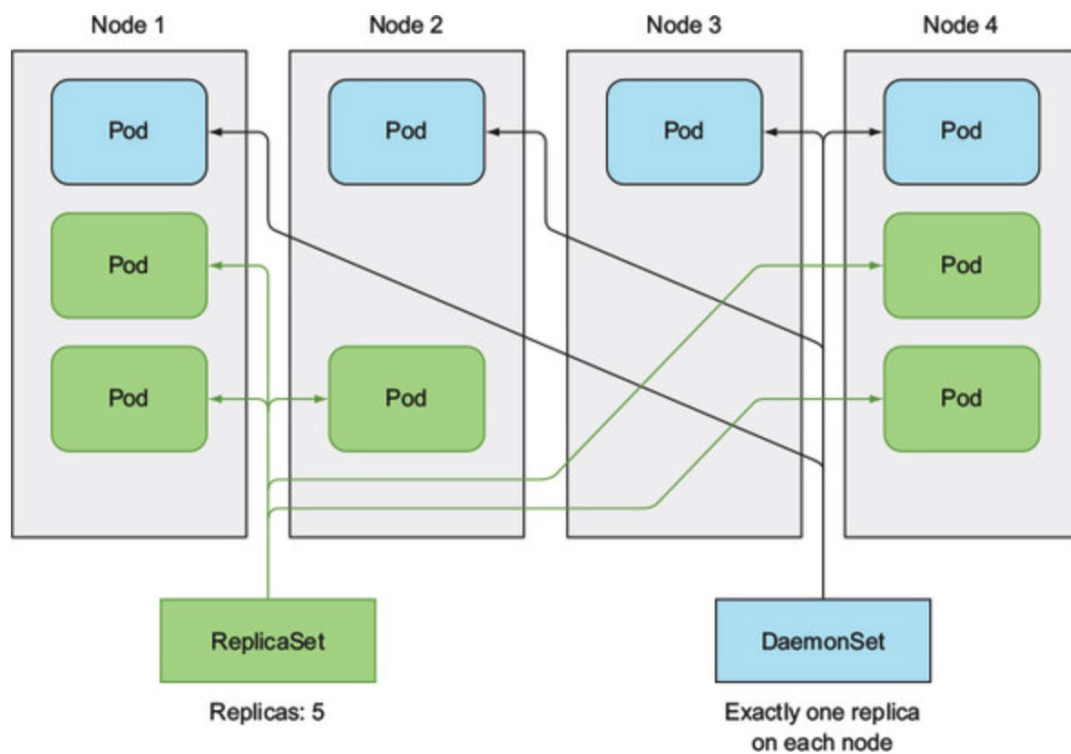 Node 1
Node 2
Node 3
Node 4
Pod
Pod
Pod
Pod
Pod
Pod
Pod
Pod
Pod
ReplicaSet
DaemonSet
Replicas: 5
Exactly one replica
on each node